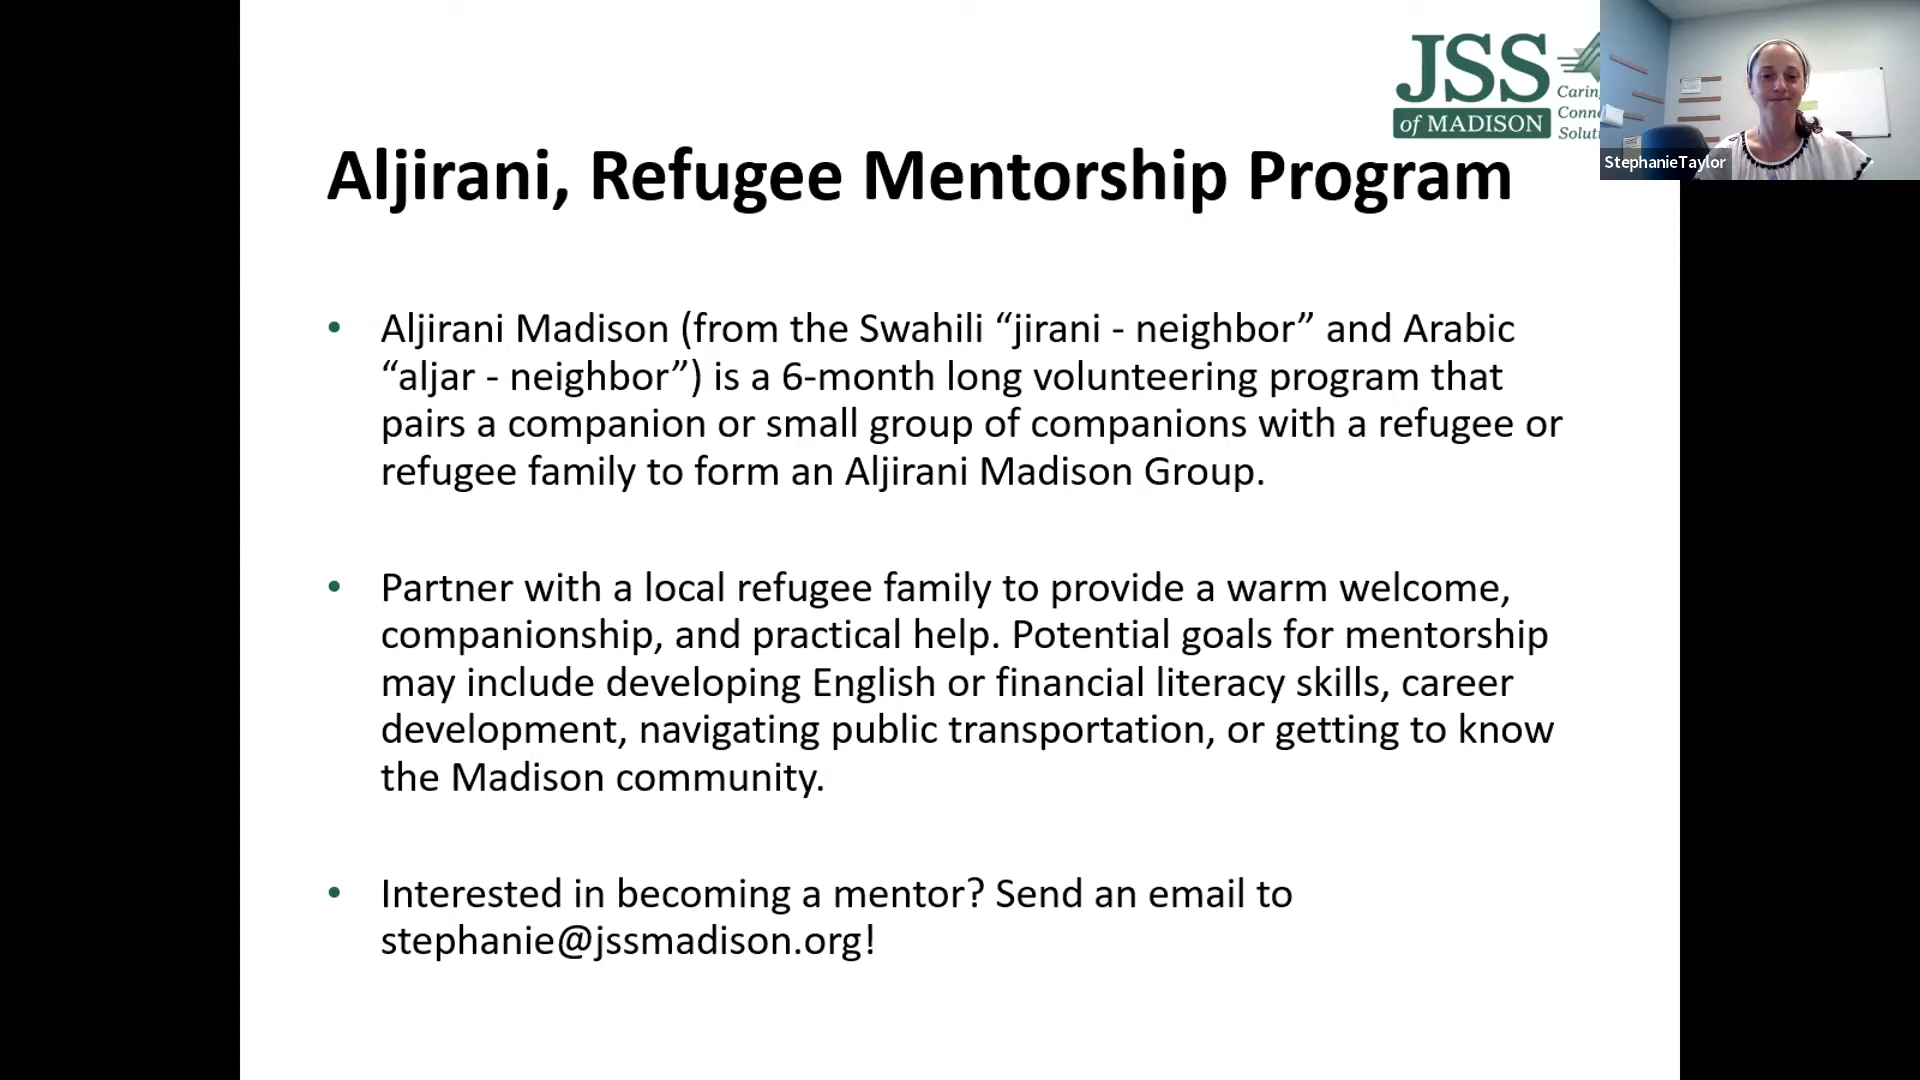 JSS
of MADISON
StephanieTaylor
Aljirani, Refugee Mentorship Program
• Aljirani Madison (from the Swahili “jirani - neighbor” and Arabic
“aljar - neighbor”) is a 6-month long volunteering program that
pairs a companion or small group of companions with a refugee or
refugee family to form an Aljirani Madison Group.
• Partner with a local refugee family to provide a warm welcome,
companionship, and practical help. Potential goals for mentorship
may include developing English or financial literacy skills, career
development, navigating public transportation, or getting to know
the Madison community.
• Interested in becoming a mentor? Send an email to
stephanie@jssmadison.org!